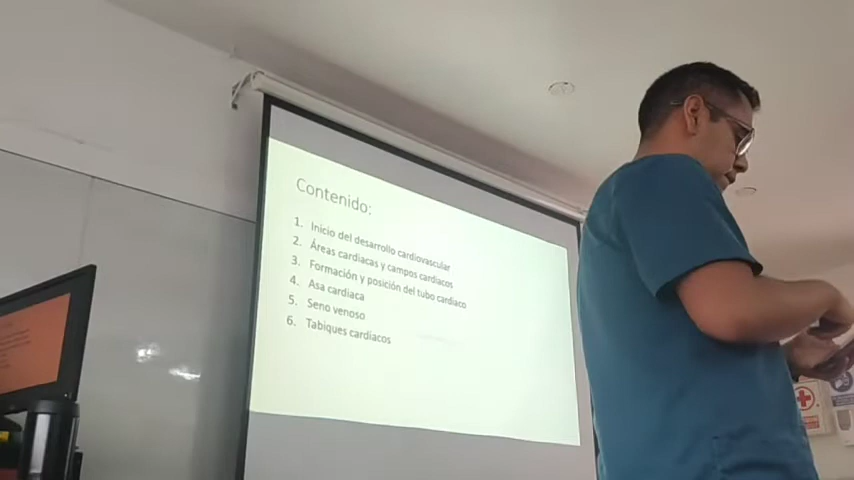 Contenido:
1. Inicio del desarrollo cardiovascular
2. Áreas cardiacas y campos cardiacos
3. Formación y posición del tubo cardiaco
4. Asa cardiaca
5. Seno venoso
6. Tabiques cardiacos